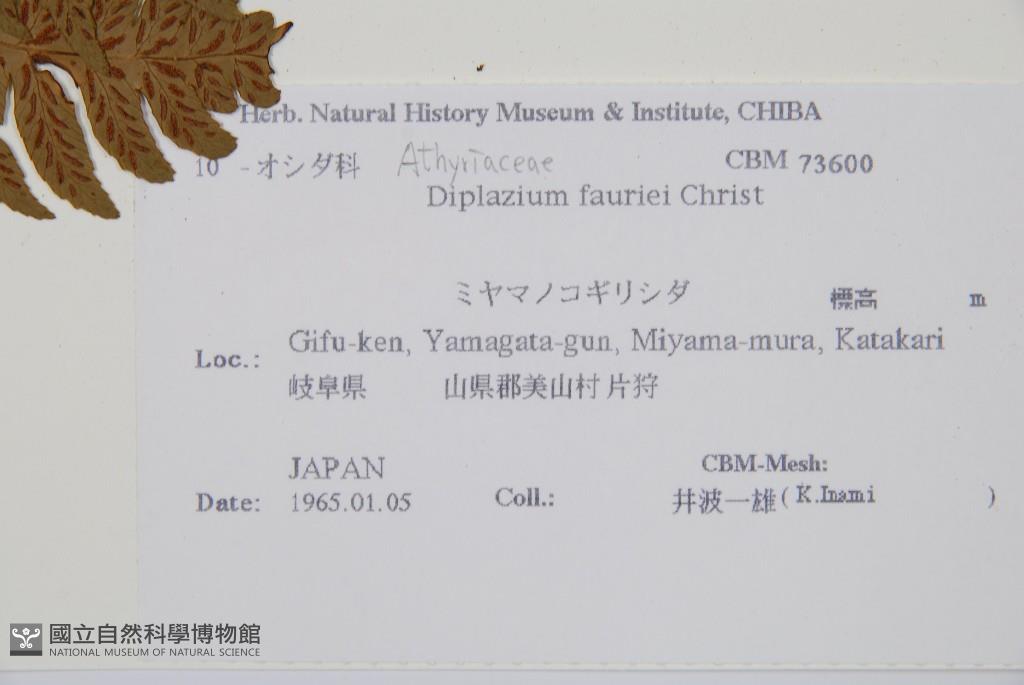 Herb. Natural History Museum & Institute, CHIBA
10 - オシダ科 Athyriaceae CBM 73600
Diplazium fauriei Christ
ミヤマノコギリシダ 標高 m
Loc.: Gifu-ken, Yamagata-gun, Miyama-mura, Katakari
岐阜県 山県郡美山村片狩
JAPAN CBM-Mesh:
Date: 1965.01.05 Coll.: 井波一雄 ( K.Inami )
國立自然科學博物館
NATIONAL MUSEUM OF NATURAL SCIENCE